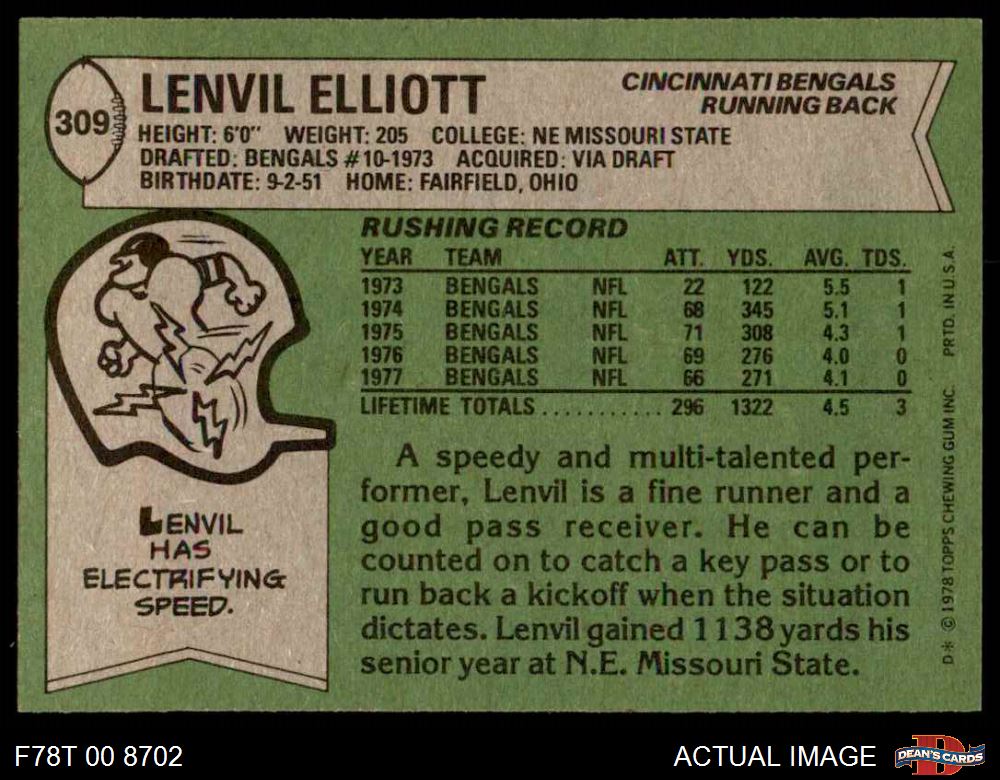 309
LENVIL ELLIOTT
CINCINNATI BENGALS
RUNNING BACK
HEIGHT: 6'0" WEIGHT: 205 COLLEGE: NE MISSOURI STATE
DRAFTED: BENGALS #10-1973 ACQUIRED: VIA DRAFT
BIRTHDATE: 9-2-51 HOME: FAIRFIELD, OHIO
RUSHING RECORD
YEAR TEAM ATT. YDS. AVG. TDS.
1973 BENGALS NFL 22 122 5.5 1
1974 BENGALS NFL 68 345 5.1 1
1975 BENGALS NFL 71 308 4.3 1
1976 BENGALS NFL 69 276 4.0 0
1977 BENGALS NFL 66 271 4.1 0
LIFETIME TOTALS........... 296 1322 4.5 3
A speedy and multi-talented per-
former, Lenvil is a fine runner and a
good pass receiver. He can be
counted on to catch a key pass or to
run back a kickoff when the situation
dictates. Lenvil gained 1138 yards his
senior year at N.E. Missouri State.
LENVIL
HAS
ELECTRIFYING
SPEED.
D* © 1978 TOPPS CHEWING GUM INC. PRTD. IN U.S.A.
F78T 00 8702
ACTUAL IMAGE
D
DEAN'S CARDS